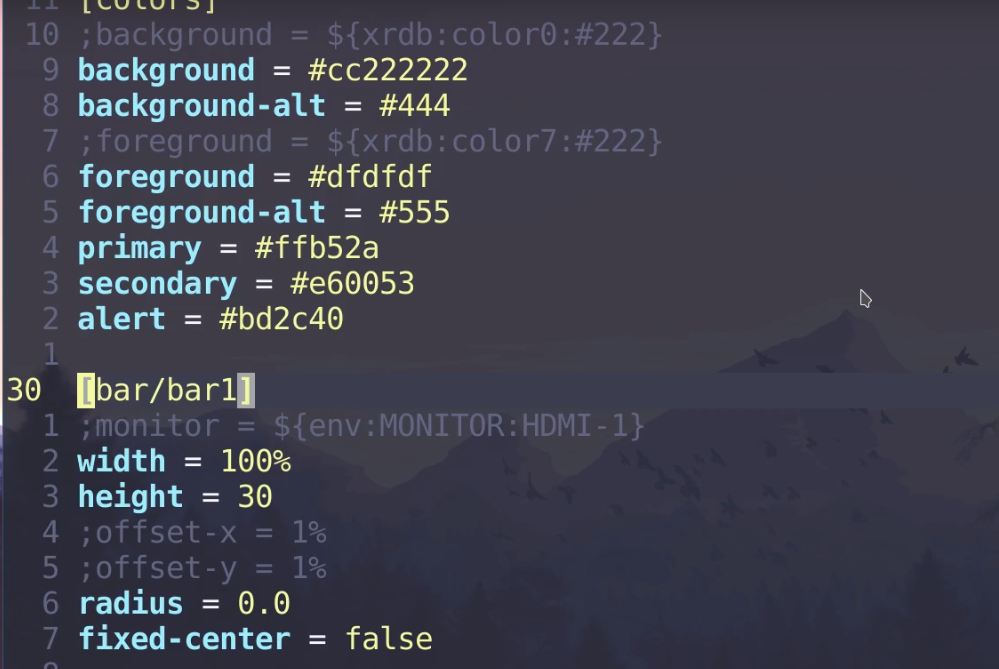 11 [colors]
10 ;background = ${xrdb:color0:#222}
9 background = #cc222222
8 background-alt = #444
7 ;foreground = ${xrdb:color7:#222}
6 foreground = #dfdfdf
5 foreground-alt = #555
4 primary = #ffb52a
3 secondary = #e60053
2 alert = #bd2c40
1
30 [bar/bar1]
1 ;monitor = ${env:MONITOR:HDMI-1}
2 width = 100%
3 height = 30
4 ;offset-x = 1%
5 ;offset-y = 1%
6 radius = 0.0
7 fixed-center = false
8